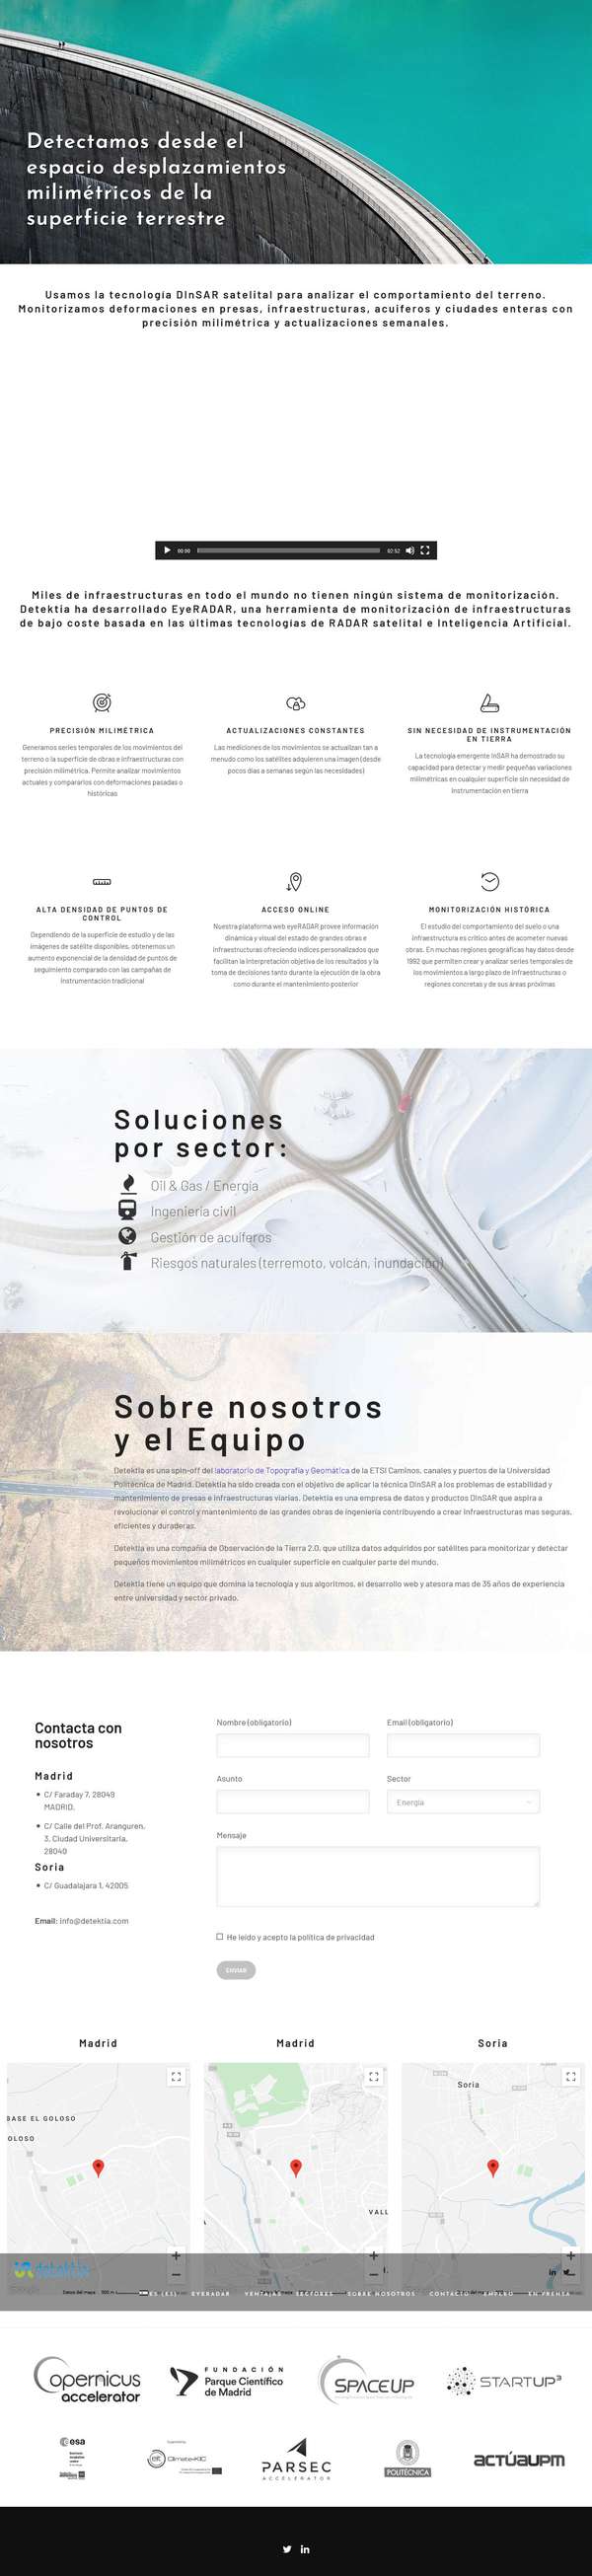 Detectamos desde el
espacio desplazamientos
milimétricos de la
superficie terrestre
Usamos la tecnología DInSAR satelital para analizar el comportamiento del terreno.
Monitorizamos deformaciones en presas, infraestructuras, acuíferos y ciudades enteras con
precisión milimétrica y actualizaciones semanales.
00:00
02:52
Miles de infraestructuras en todo el mundo no tienen ningún sistema de monitorización.
Detektia ha desarrollado EyeRADAR, una herramienta de monitorización de infraestructuras
de bajo coste basada en las últimas tecnologías de RADAR satelital e Inteligencia Artificial.
PRECISIÓN MILIMÉTRICA
Generamos series temporales de los movimientos del
terreno o la superficie de obras e infraestructuras con
precisión milimétrica. Permite analizar movimientos
actuales y compararlos con deformaciones pasadas o
históricas
ACTUALIZACIONES CONSTANTES
Las mediciones de los movimientos se actualizan tan a
menudo como los satélites adquieren una imagen (desde
pocos días a semanas según las necesidades)
SIN NECESIDAD DE INSTRUMENTACIÓN
EN TIERRA
La tecnología emergente InSAR ha demostrado su
capacidad para detectar y medir pequeñas variaciones
milimétricas en cualquier superficie sin necesidad de
instrumentación en tierra
ALTA DENSIDAD DE PUNTOS DE
CONTROL
Dependiendo de la superficie de estudio y de las
imágenes de satélite disponibles, obtenemos un
aumento exponencial de la densidad de puntos de
seguimiento comparado con las campañas de
instrumentación tradicional
ACCESO ONLINE
Nuestra plataforma web eyeRADAR provee información
dinámica y visual del estado de grandes obras e
infraestructuras ofreciendo índices personalizados que
facilitan la interpretación objetiva de los resultados y la
toma de decisiones tanto durante la ejecución de la obra
como durante el mantenimiento posterior
MONITORIZACIÓN HISTÓRICA
El estudio del comportamiento del suelo o una
infraestructura es crítico antes de acometer nuevas
obras. En muchas regiones geográficas hay datos desde
1992 que permiten crear y analizar series temporales de
los movimientos a largo plazo de infraestructuras o
regiones concretas y de sus áreas próximas
Soluciones
por sector:
Oil & Gas / Energía
Ingeniería civil
Gestión de acuíferos
Riesgos naturales (terremoto, volcán, inundación)
Sobre nosotros
y el Equipo
Detektia es una spin-off del laboratorio de Topografía y Geomática de la ETSI Caminos, canales y puertos de la Universidad
Politécnica de Madrid. Detektia ha sido creada con el objetivo de aplicar la técnica DInSAR a los problemas de estabilidad y
mantenimiento de presas e infraestructuras viarias. Detektia es una empresa de datos y productos DInSAR que aspira a
revolucionar el control y mantenimiento de las grandes obras de ingeniería contribuyendo a crear infraestructuras mas seguras,
eficientes y duraderas.
Detektia es una compañía de Observación de la Tierra 2.0, que utiliza datos adquiridos por satélites para monitorizar y detectar
pequeños movimientos milimétricos en cualquier superficie en cualquier parte del mundo.
Detektia tiene un equipo que domina la tecnología y sus algoritmos, el desarrollo web y atesora mas de 35 años de experiencia
entre universidad y sector privado.
Contacta con
nosotros
Madrid
C/ Faraday 7, 28049
MADRID.
C/ Calle del Prof. Aranguren,
3, Ciudad Universitaria,
28040
Soria
C/ Guadalajara 1, 42005
Email: info@detektia.com
Nombre (obligatorio)
Email (obligatorio)
Asunto
Sector
Energía
Mensaje
He leído y acepto la política de privacidad
ENVIAR
Madrid
Madrid
Soria
BASE EL GOLOSO
OLOSO
VALL
Soria
detektia
ES (ES)
EYERADAR
VENTAJAS
SECTORES
SOBRE NOSOTROS
CONTACTO
EMPLEO
EN PRENSA
opernicus
accelerator
FUNDACIÓN
Parque Científico
de Madrid
SPACEUP
STARTUP³
esa
eit Climate-KIC
PARSEC
ACCELERATOR
POLITÉCNICA
actúaupm